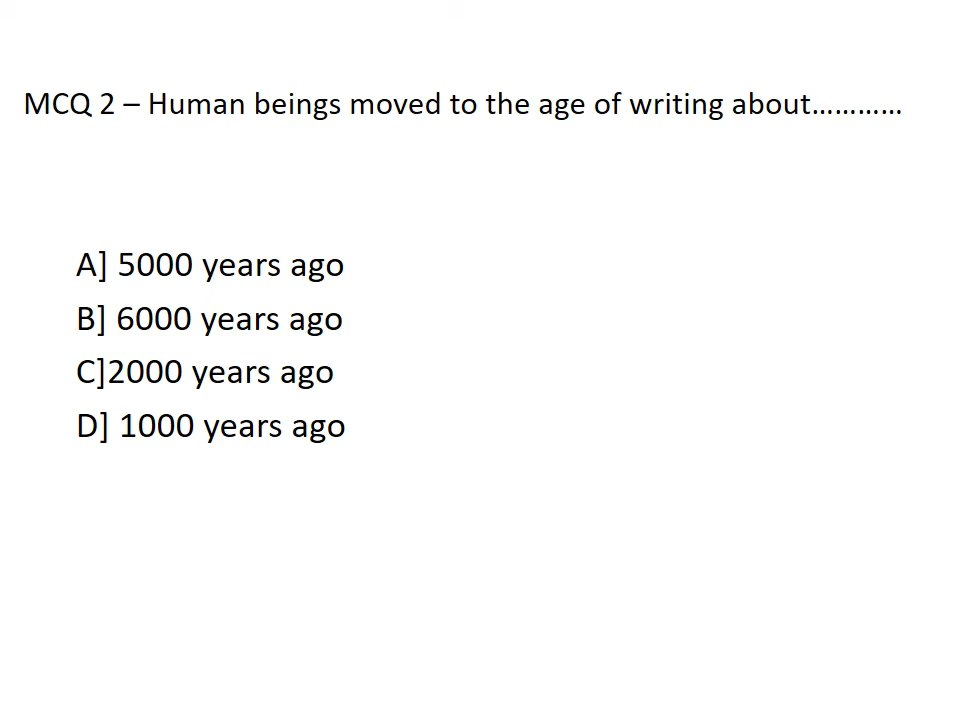 MCQ 2 – Human beings moved to the age of writing about…………
A] 5000 years ago
B] 6000 years ago
C]2000 years ago
D] 1000 years ago